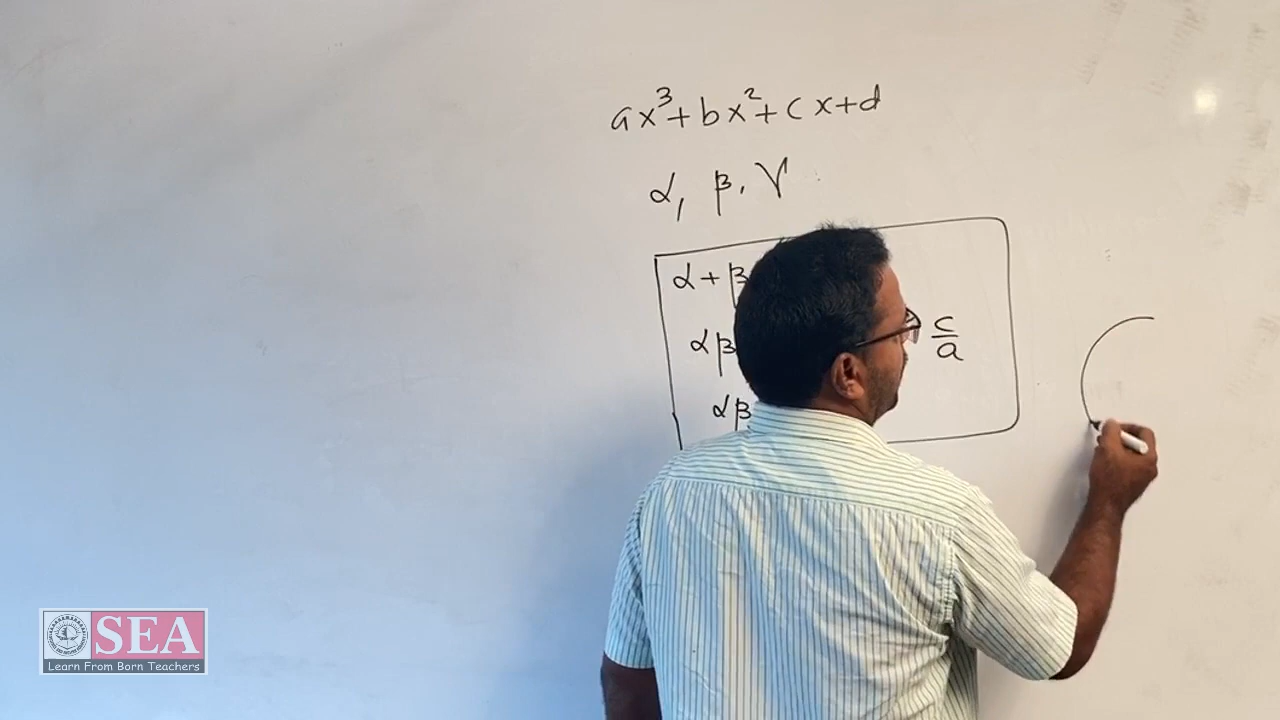 ax³+bx²+cx+d
α, β, γ
α + β
αβ c/a
αβ
SEA
Learn From Born Teachers